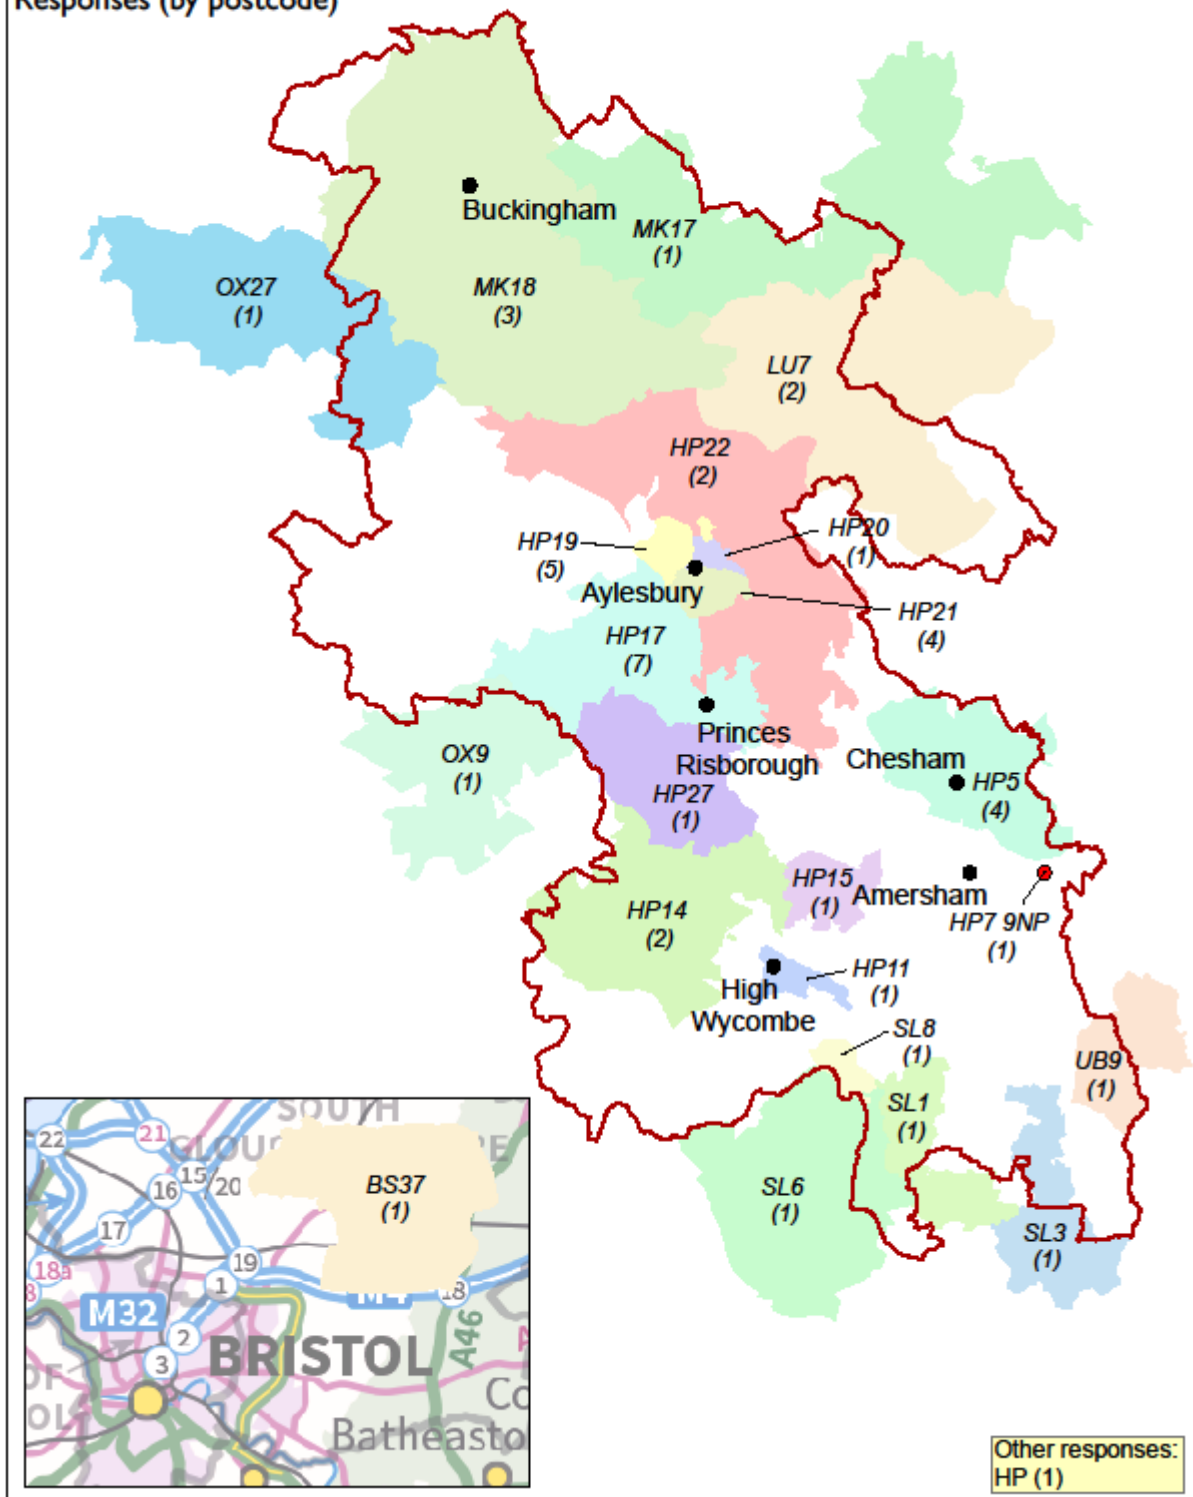 Responses (by postcode)
Buckingham
MK17
(1)
OX27
(1)
MK18
(3)
LU7
(2)
HP22
(2)
HP19
(5)
HP20
(1)
Aylesbury
HP21
(4)
HP17
(7)
Princes
Risborough
OX9
(1)
Chesham
HP5
(4)
HP27
(1)
HP15
(1)
Amersham
HP7 9NP
(1)
HP14
(2)
HP11
(1)
High
Wycombe
SL8
(1)
UB9
(1)
SL1
(1)
SL6
(1)
SL3
(1)
SOUTH
22
21
15
20
16
BS37
(1)
17
19
18a
1
18
M32
2
A46
BRISTOL
3
Batheasto
Other responses:
HP (1)